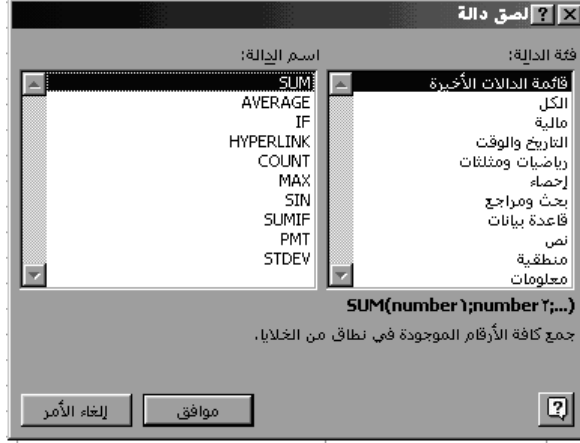 لصق دالة
فئة الدالة:
قائمة الدالات الأخيرة
الكل
مالية
التاريخ والوقت
رياضيات ومثلثات
إحصاء
بحث ومراجع
قاعدة بيانات
نص
منطقية
معلومات
اسم الدالة:
SUM
AVERAGE
IF
HYPERLINK
COUNT
MAX
SIN
SUMIF
PMT
STDEV
SUM(number١;number٢;...)
جمع كافة الأرقام الموجودة في نطاق من الخلايا.
موافق
إلغاء الأمر